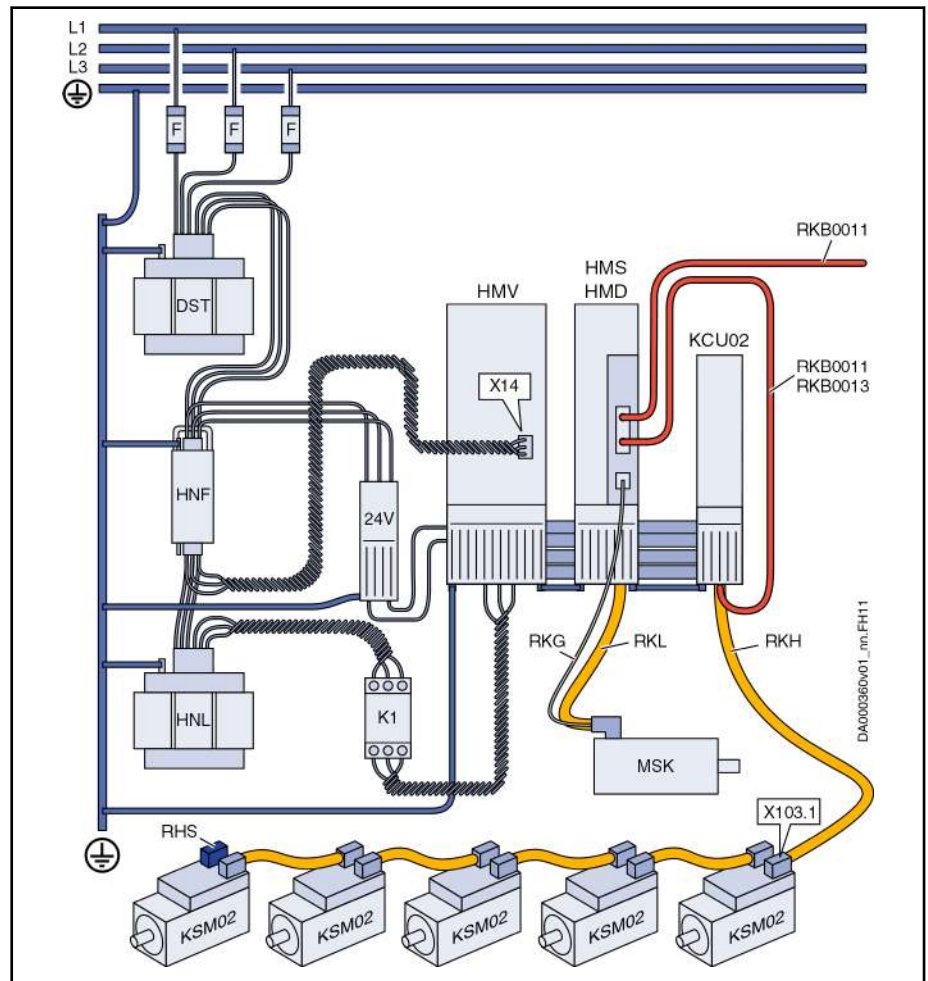 L1
L2
L3
F F F
DST
HNF
HNL
24V
K1
HMV
X14
HMS
HMD
KCU02
RKB0011
RKB0011
RKB0013
RKG
RKL
RKH
MSK
X103.1
RHS
KSM02 KSM02 KSM02 KSM02 KSM02
DA000360v01_nn.FH11